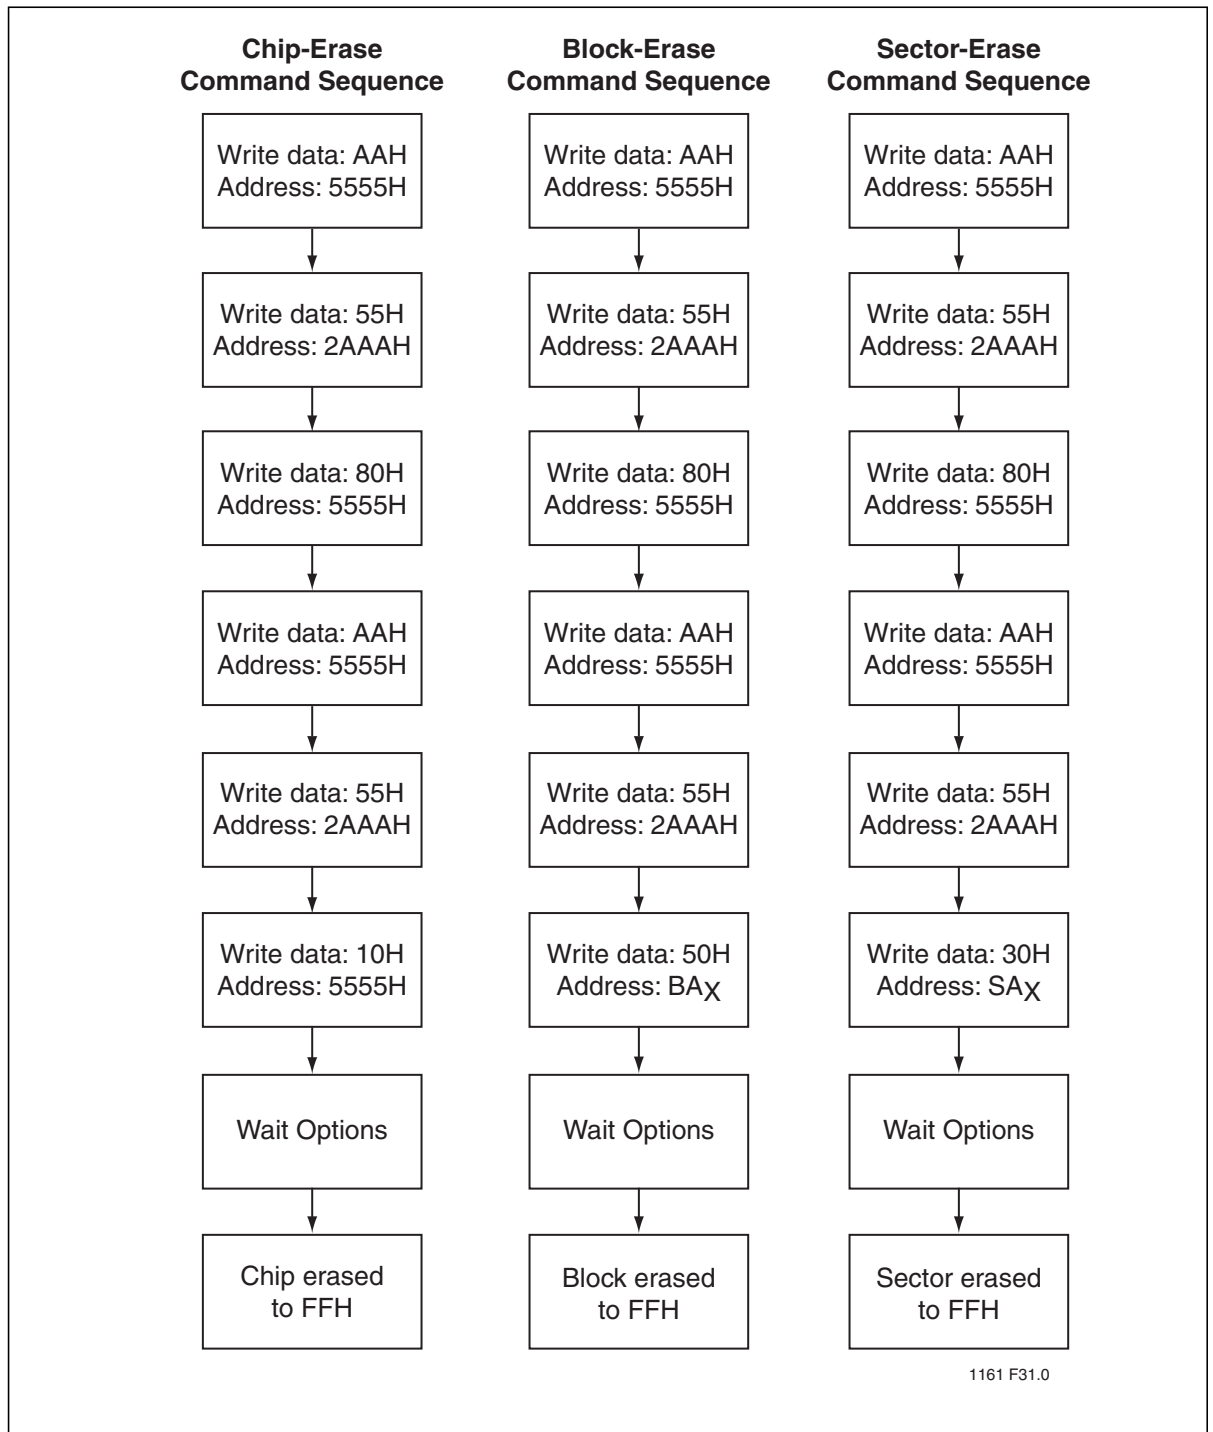 Chip-Erase
Command Sequence
Write data: AAH
Address: 5555H
Write data: 55H
Address: 2AAAH
Write data: 80H
Address: 5555H
Write data: AAH
Address: 5555H
Write data: 55H
Address: 2AAAH
Write data: 10H
Address: 5555H
Wait Options
Chip erased
to FFH
Block-Erase
Command Sequence
Write data: AAH
Address: 5555H
Write data: 55H
Address: 2AAAH
Write data: 80H
Address: 5555H
Write data: AAH
Address: 5555H
Write data: 55H
Address: 2AAAH
Write data: 50H
Address: BAX
Wait Options
Block erased
to FFH
Sector-Erase
Command Sequence
Write data: AAH
Address: 5555H
Write data: 55H
Address: 2AAAH
Write data: 80H
Address: 5555H
Write data: AAH
Address: 5555H
Write data: 55H
Address: 2AAAH
Write data: 30H
Address: SAX
Wait Options
Sector erased
to FFH
1161 F31.0